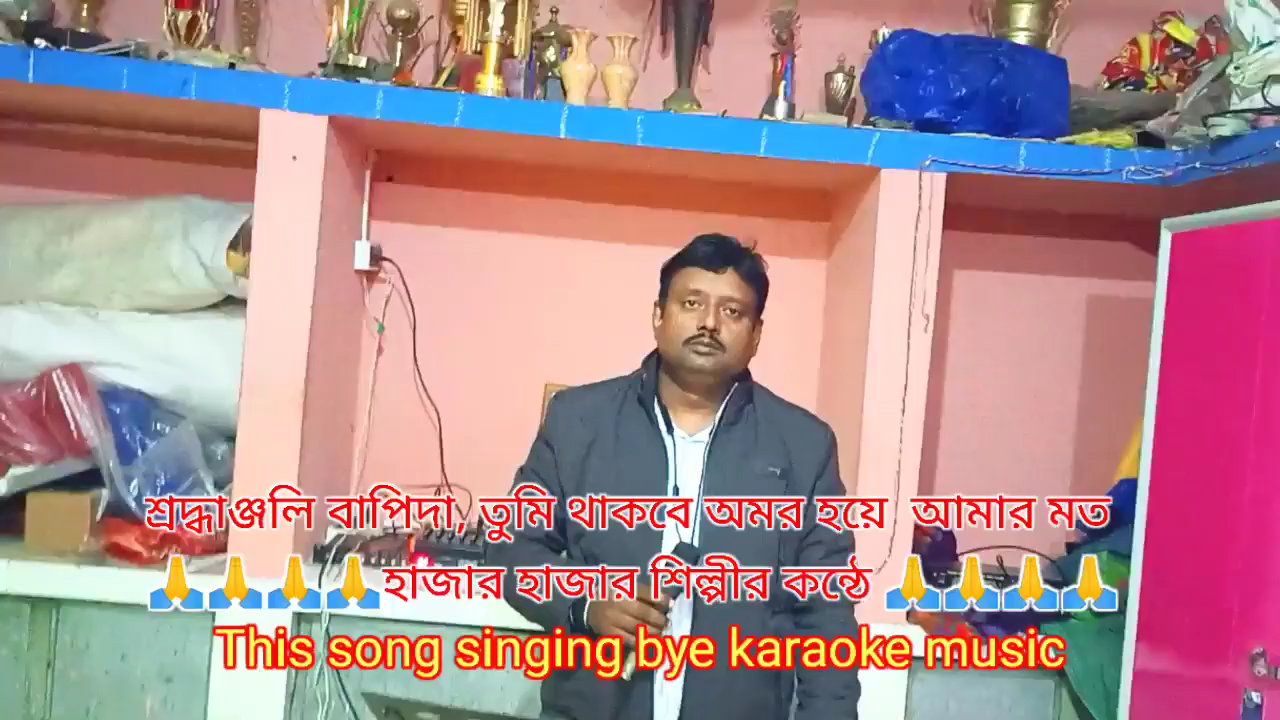 শ্রদ্ধাঞ্জলি বাপিদা, তুমি থাকবে অমর হয়ে আমার মত
🙏🙏🙏🙏হাজার হাজার শিল্পীর কন্ঠে 🙏🙏🙏🙏
This song singing bye karaoke music